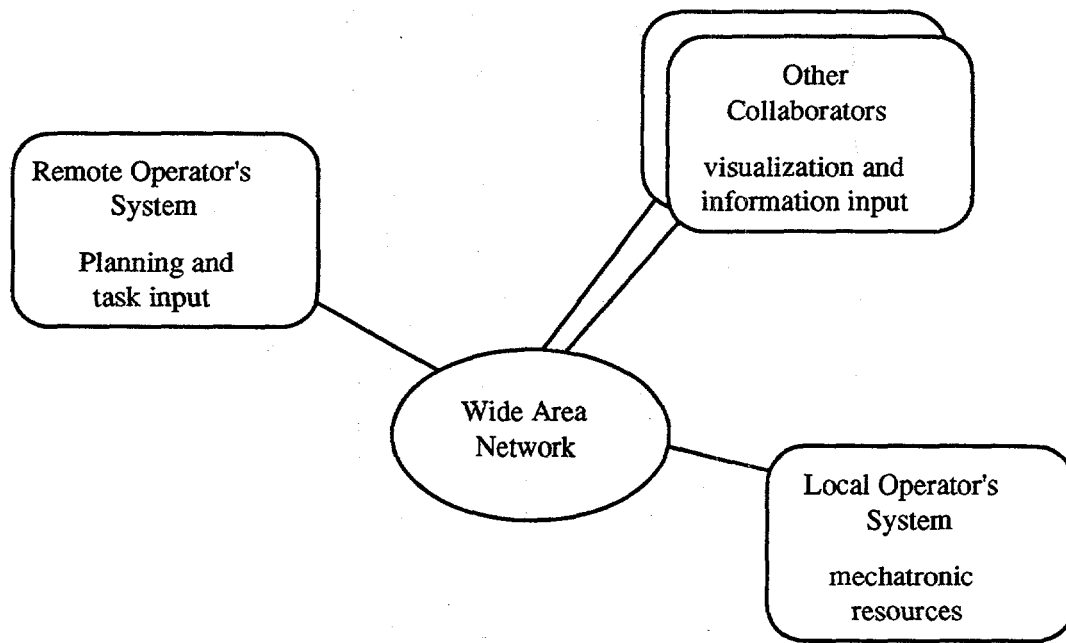 Other
Collaborators
visualization and
information input
Remote Operator's
System
Planning and
task input
Wide Area
Network
Local Operator's
System
mechatronic
resources